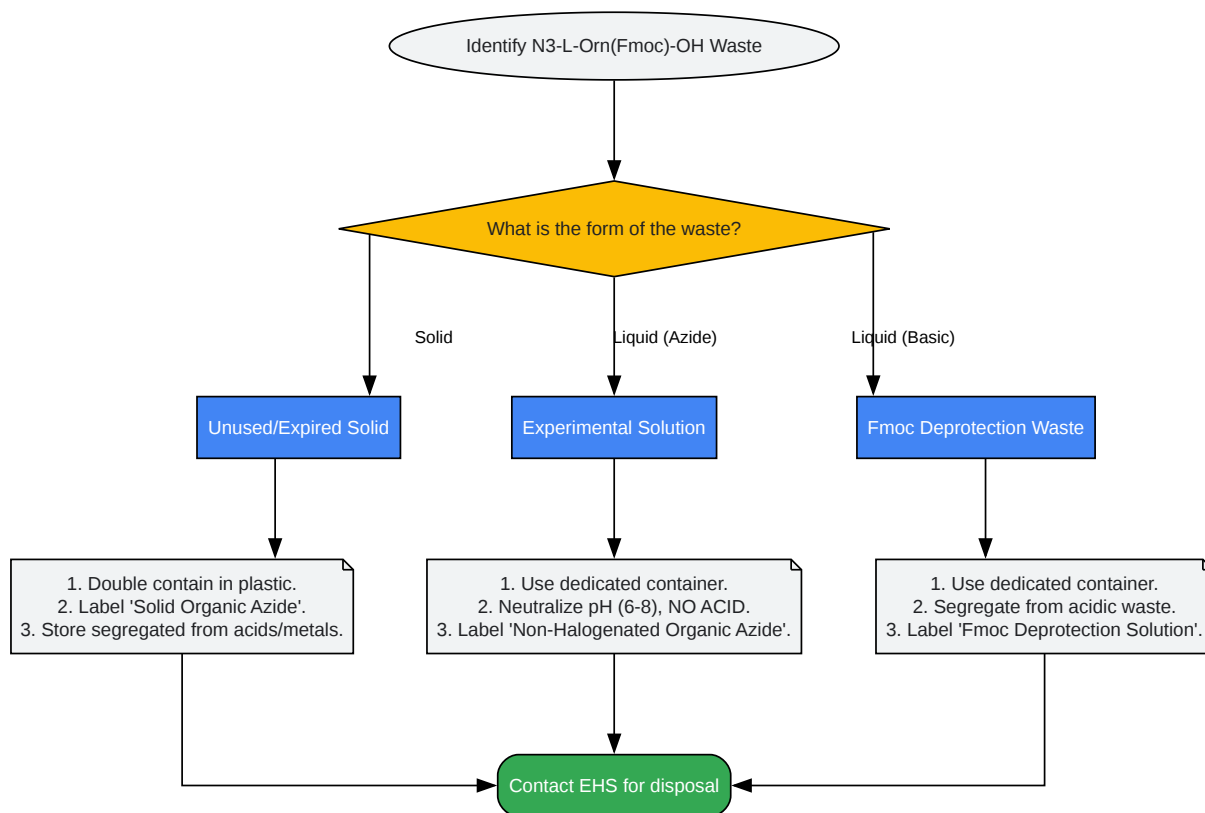 Identify N3-L-Orn(Fmoc)-OH Waste
What is the form of the waste?
Solid
Liquid (Azide)
Liquid (Basic)
Unused/Expired Solid
Experimental Solution
Fmoc Deprotection Waste
1. Double contain in plastic.
2. Label 'Solid Organic Azide'.
3. Store segregated from acids/metals.
1. Use dedicated container.
2. Neutralize pH (6-8), NO ACID.
3. Label 'Non-Halogenated Organic Azide'.
1. Use dedicated container.
2. Segregate from acidic waste.
3. Label 'Fmoc Deprotection Solution'.
Contact EHS for disposal